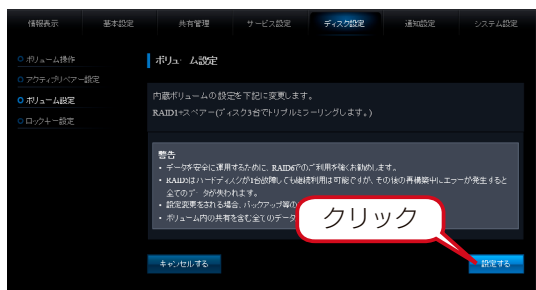 情報表示 基本設定 共有管理 サービス設定 ディスク設定 通知設定 システム設定
ボリューム操作
アクティブリペアー設定
ボリューム設定
ロックキー設定
ボリューム設定
内蔵ボリュームの設定を下記に変更します。
RAID1+スペアー(ディスク3台でトリプルミラーリングします。)
警告
・データを安全に運用するために、RAID6でのご利用を強くお勧めします。
・RAID5はハードディスクが1台故障しても継続利用は可能ですが、その後の再構築中にエラーが発生すると
全てのデータが失われます。
・設定変更をされる場合、バックアップ等の
・ボリューム内の共有を含む全てのデータ
クリック
キャンセルする
設定する